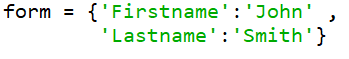 form = {'Firstname':'John' ,
'Lastname':'Smith'}